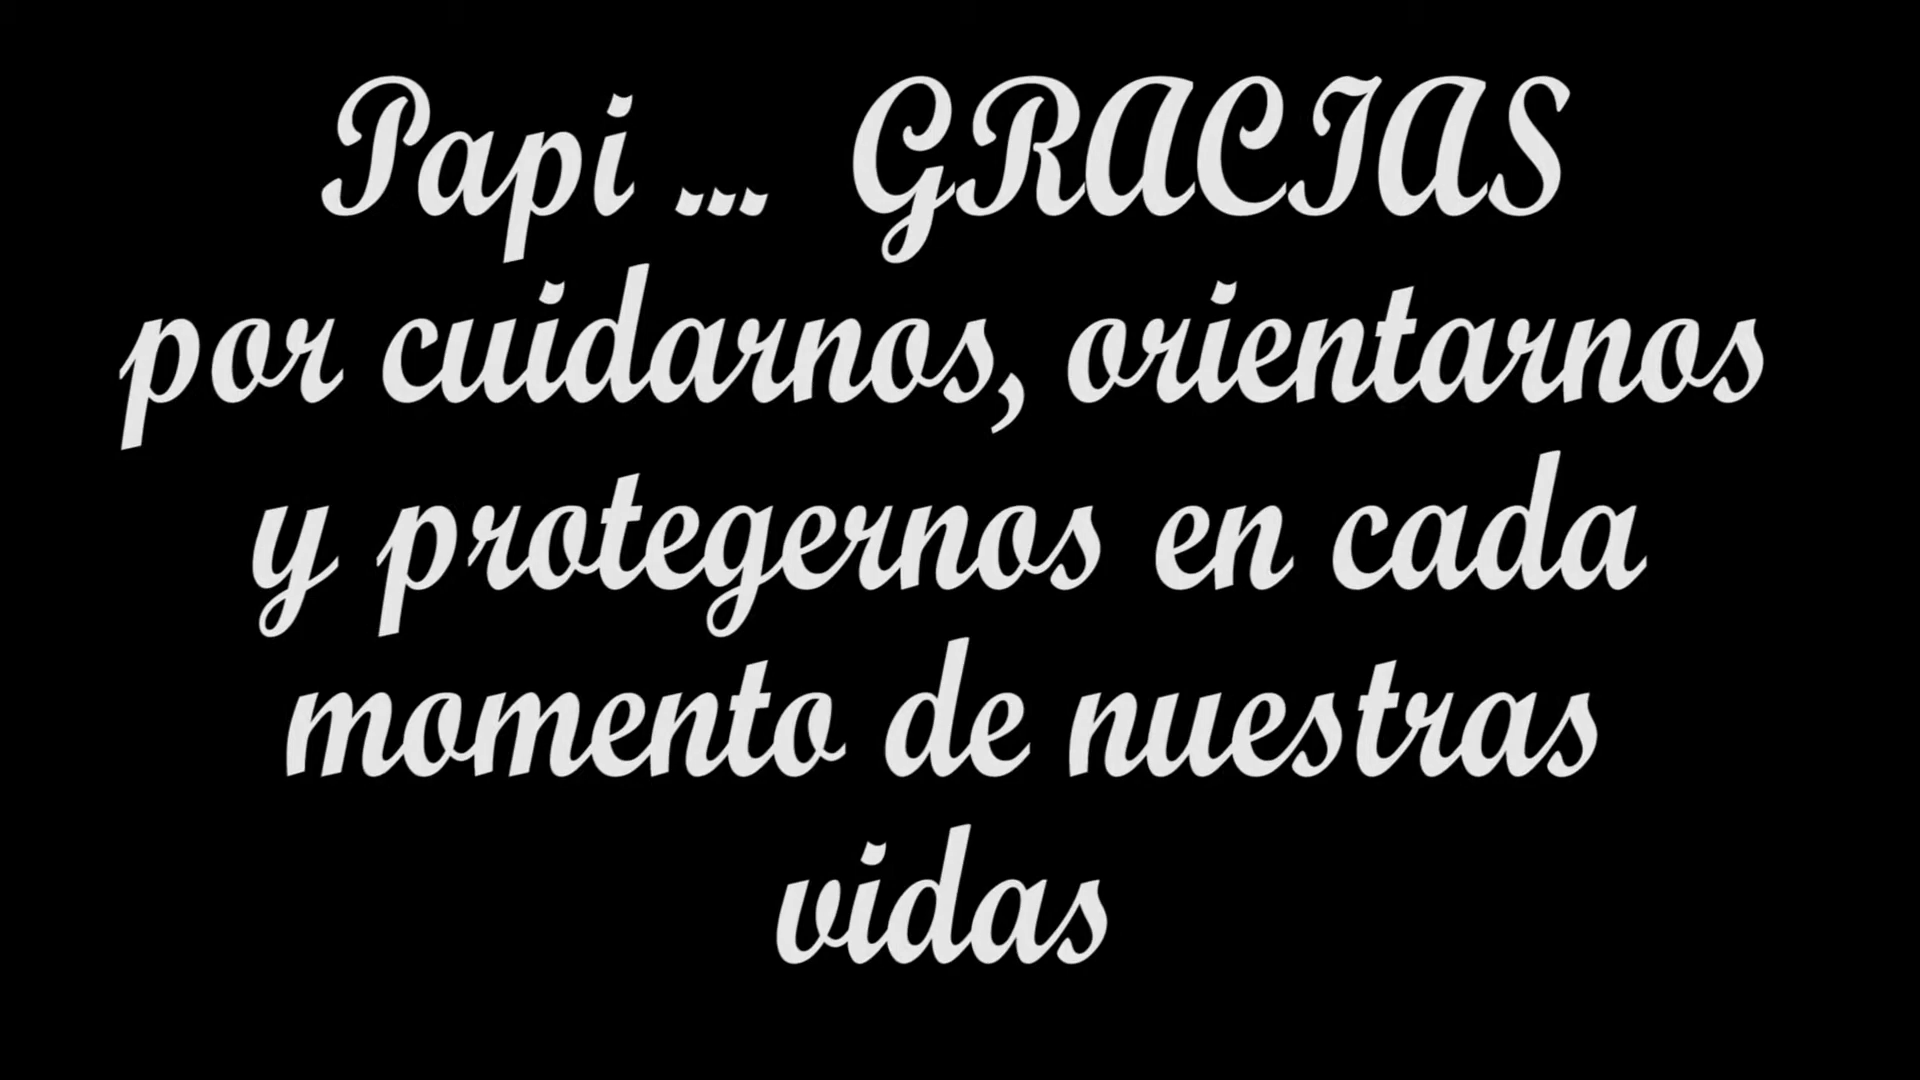 Papi ... GRACIAS
por cuidarnos, orientarnos
y protegernos en cada
momento de nuestras
vidas